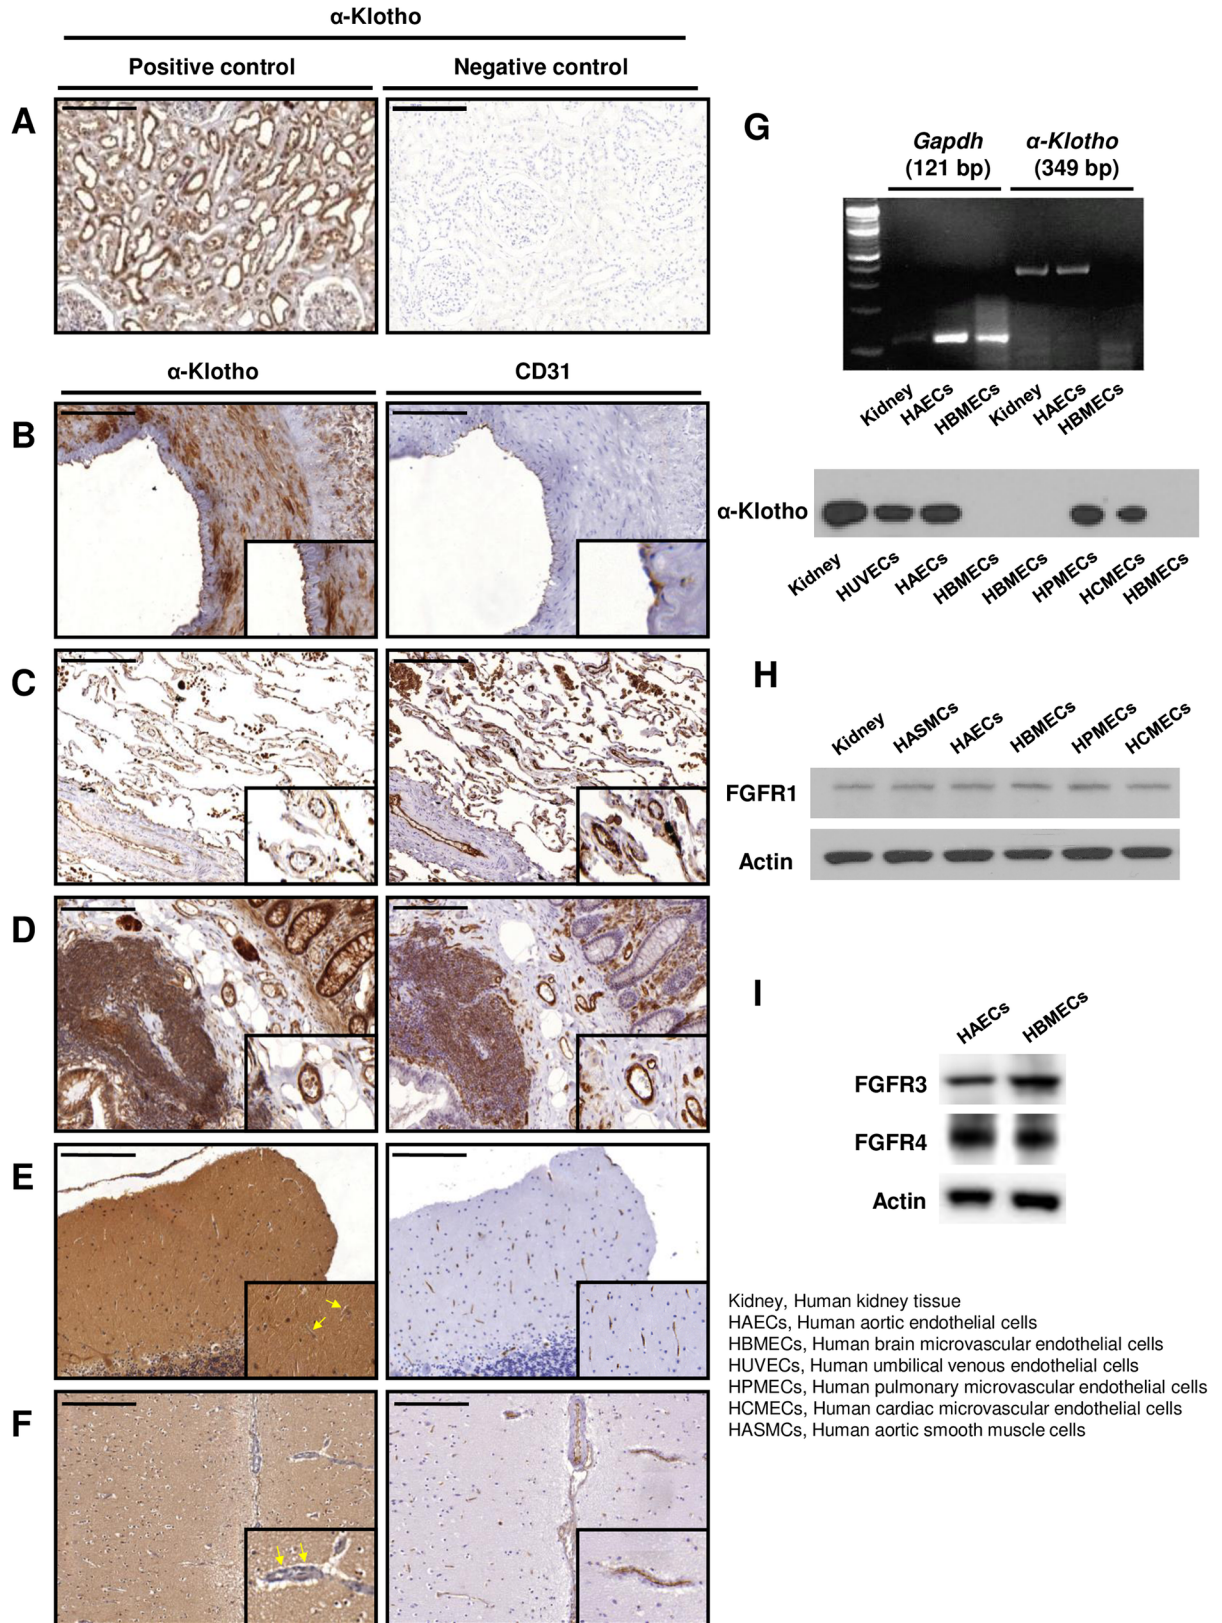 α-Klotho
Positive control
Negative control
A
α-Klotho
CD31
B
C
D
E
F
G
Gapdh
(121 bp)
α-Klotho
(349 bp)
Kidney
HAECs
HBMECs
Kidney
HAECs
HBMECs
α-Klotho
Kidney
HUVECs
HAECs
HBMECs
HBMECs
HPMECs
HCMECs
HBMECs
H
Kidney
HASMCs
HAECs
HBMECs
HPMECs
HCMECs
FGFR1
Actin
I
HAECs
HBMECs
FGFR3
FGFR4
Actin
Kidney, Human kidney tissue
HAECs, Human aortic endothelial cells
HBMECs, Human brain microvascular endothelial cells
HUVECs, Human umbilical venous endothelial cells
HPMECs, Human pulmonary microvascular endothelial cells
HCMECs, Human cardiac microvascular endothelial cells
HASMCs, Human aortic smooth muscle cells